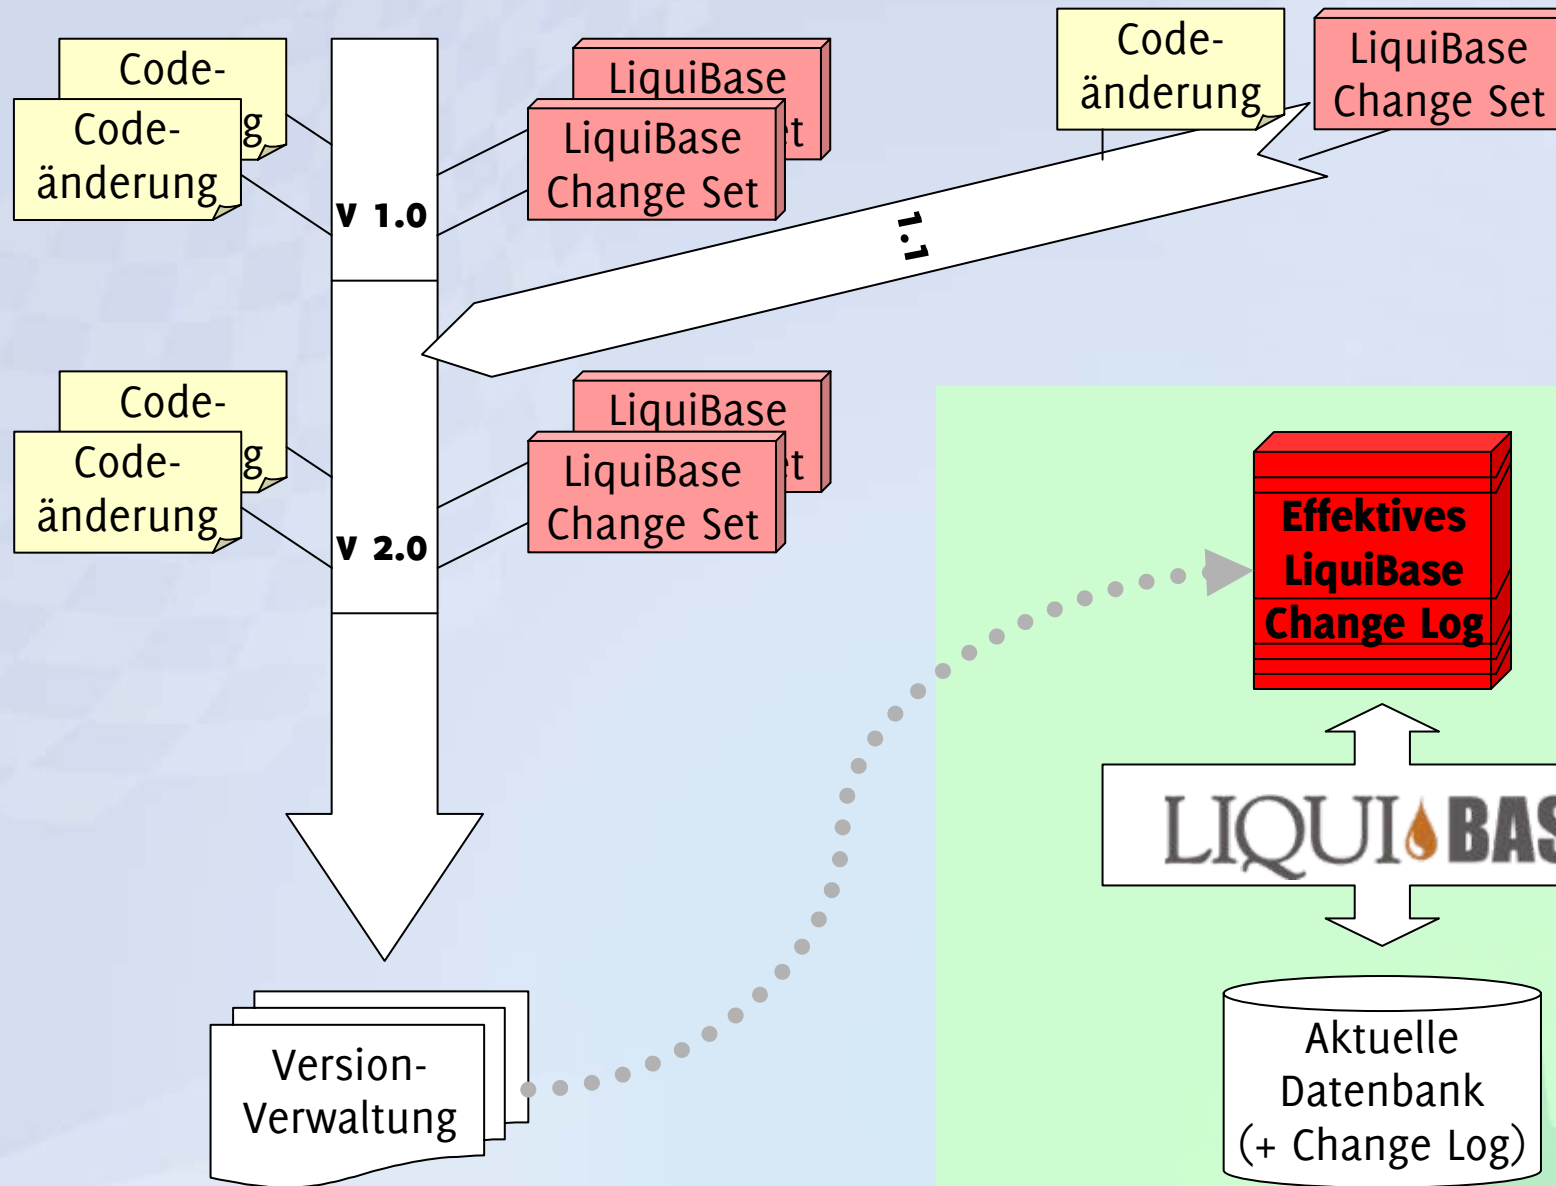 Code-
g
Code-
änderung
V 1.0
LiquiBase
t
LiquiBase
Change Set
Code-
änderung
LiquiBase
Change Set
1.1
Code-
g
Code-
änderung
V 2.0
LiquiBase
t
LiquiBase
Change Set
Effektives
LiquiBase
Change Log
LIQUIBAS
Version-
Verwaltung
Aktuelle
Datenbank
(+ Change Log)